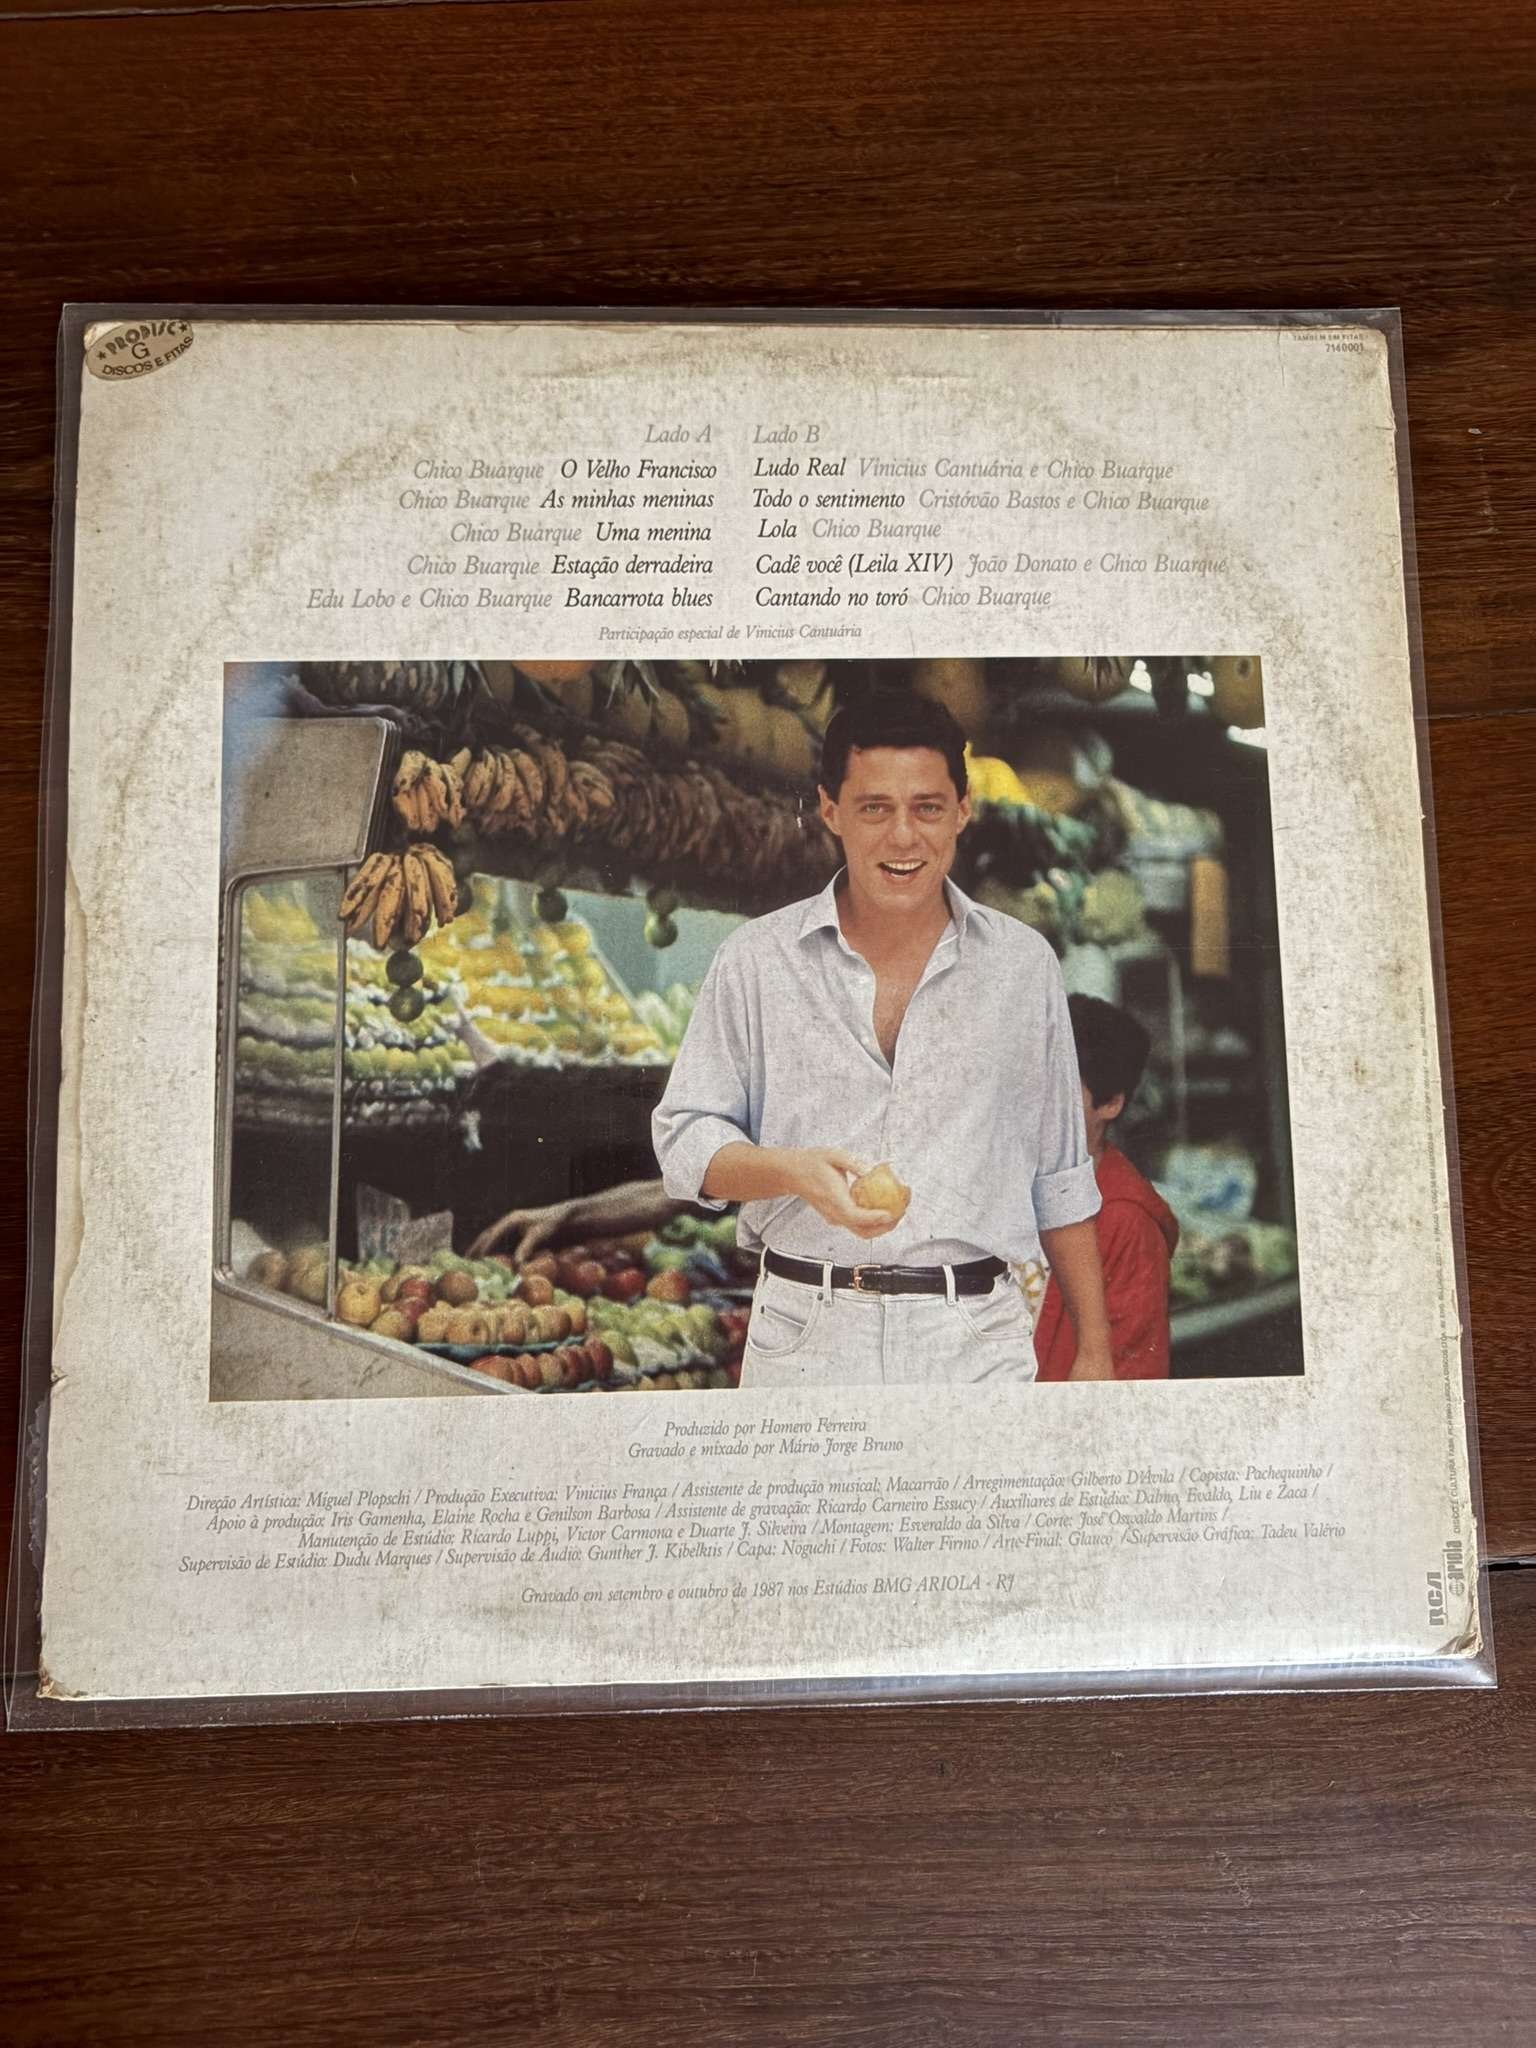 ★ PRODISC ★
G
DISCOS E FITAS
TAMBÉM EM FITAS
7160001
Lado A Lado B
Chico Buarque O Velho Francisco Ludo Real Vinicius Cantuária e Chico Buarque
Chico Buarque As minhas meninas Todo o sentimento Cristóvão Bastos e Chico Buarque
Chico Buarque Uma menina Lola Chico Buarque
Chico Buarque Estação derradeira Cadê você (Leila XIV) João Donato e Chico Buarque
Edu Lobo e Chico Buarque Bancarrota blues Cantando no toró Chico Buarque
Participação especial de Vinicius Cantuária
Produzido por Homero Ferreira
Gravado e mixado por Mário Jorge Bruno
Direção Artística: Miguel Plopschi / Produção Executiva: Vinicius França / Assistente de produção musical: Macarrão / Arregimentação: Gilberto D'Ávila / Copista: Pachequinho /
Apoio à produção: Iris Gamenha, Elaine Rocha e Genilson Barbosa / Assistente de gravação: Ricardo Carneiro Essucy / Auxiliares de Estúdio: Dalmo, Evaldo, Liu e Zaca /
Manutenção de Estúdio: Ricardo Luppi, Victor Carmona e Duarte J. Silveira / Montagem: Esveraldo da Silva / Corte: José Oswaldo Martins /
Supervisão de Estúdio: Dudu Marques / Supervisão de Áudio: Gunther J. Kibelktis / Capa: Noguchi / Fotos: Walter Firmo / Arte-Final: Glauco / Supervisão Gráfica: Tadeu Valério
Gravado em setembro e outubro de 1987 nos Estúdios BMG ARIOLA - RJ
RCA
ariola
DISCO É CULTURA